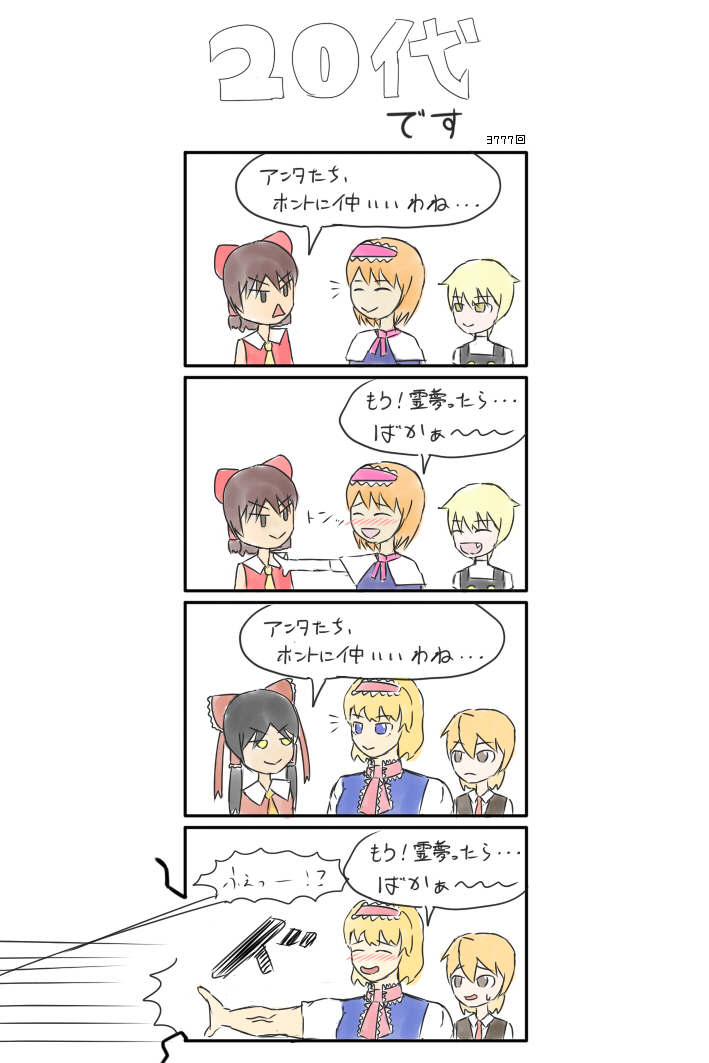 20代
です
3777回
アンタたち、
ホントに仲いいわね・・・
もう！霊夢ったら・・・
ばかぁ～～～
トンッ
アンタたち、
ホントに仲いいわね・・・
もう！霊夢ったら・・・
ばかぁ～～～
ふぇっー！？
ドンッ